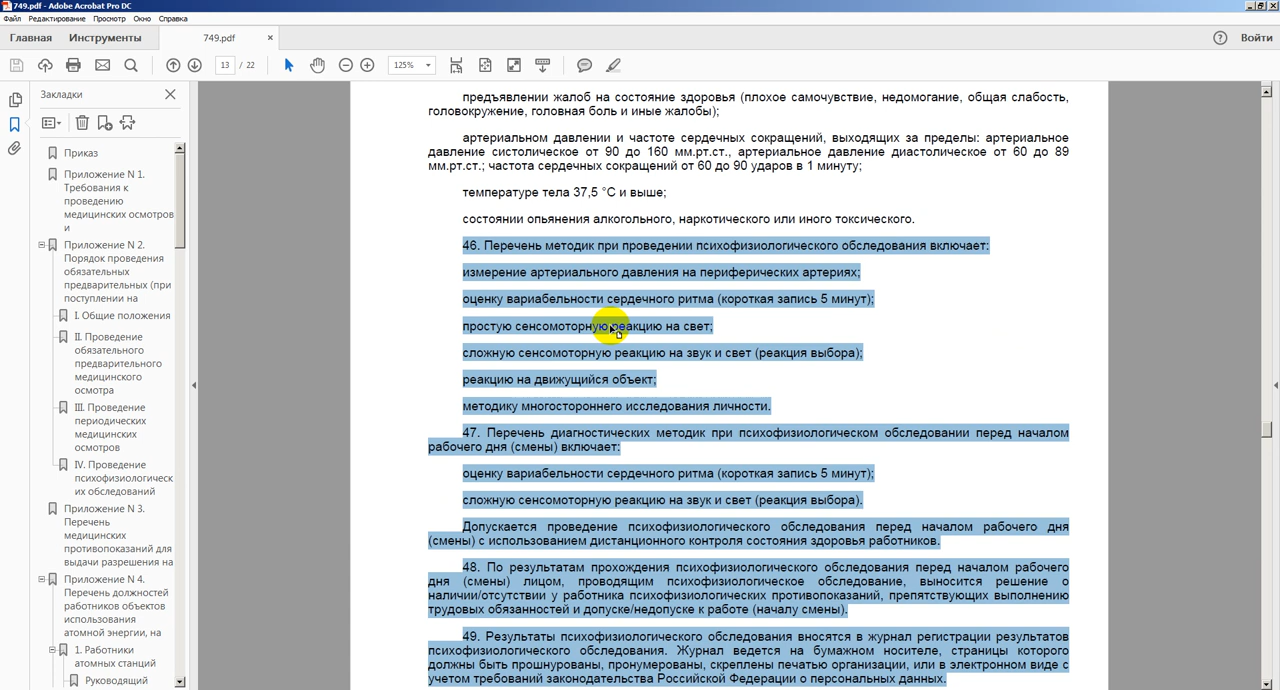 749.pdf - Adobe Acrobat Pro DC
Файл Редактирование Просмотр Окно Справка
Главная Инструменты 749.pdf × Войти
13 / 22 125%
Закладки
Приказ
Приложение N 1.
Требования к
проведению
медицинских осмотров
и
Приложение N 2.
Порядок проведения
обязательных
предварительных (при
поступлении на
I. Общие положения
II. Проведение
обязательного
предварительного
медицинского
осмотра
III. Проведение
периодических
медицинских
осмотров
IV. Проведение
психофизиологическ
их обследований
Приложение N 3.
Перечень
медицинских
противопоказаний для
выдачи разрешения на
Приложение N 4.
Перечень должностей
работников объектов
использования
атомной энергии, на
1. Работники
атомных станций
Руководящий
предъявлении жалоб на состояние здоровья (плохое самочувствие, недомогание, общая слабость,
головокружение, головная боль и иные жалобы);
артериальном давлении и частоте сердечных сокращений, выходящих за пределы: артериальное
давление систолическое от 90 до 160 мм.рт.ст., артериальное давление диастолическое от 60 до 89
мм.рт.ст.; частота сердечных сокращений от 60 до 90 ударов в 1 минуту;
температуре тела 37,5 °C и выше;
состоянии опьянения алкогольного, наркотического или иного токсического.
46. Перечень методик при проведении психофизиологического обследования включает:
измерение артериального давления на периферических артериях;
оценку вариабельности сердечного ритма (короткая запись 5 минут);
простую сенсомоторную реакцию на свет;
сложную сенсомоторную реакцию на звук и свет (реакция выбора);
реакцию на движущийся объект;
методику многостороннего исследования личности.
47. Перечень диагностических методик при психофизиологическом обследовании перед началом
рабочего дня (смены) включает:
оценку вариабельности сердечного ритма (короткая запись 5 минут);
сложную сенсомоторную реакцию на звук и свет (реакция выбора).
Допускается проведение психофизиологического обследования перед началом рабочего дня
(смены) с использованием дистанционного контроля состояния здоровья работников.
48. По результатам прохождения психофизиологического обследования перед началом рабочего
дня (смены) лицом, проводящим психофизиологическое обследование, выносится решение о
наличии/отсутствии у работника психофизиологических противопоказаний, препятствующих выполнению
трудовых обязанностей и допуске/недопуске к работе (началу смены).
49. Результаты психофизиологического обследования вносятся в журнал регистрации результатов
психофизиологического обследования. Журнал ведется на бумажном носителе, страницы которого
должны быть прошнурованы, пронумерованы, скреплены печатью организации, или в электронном виде с
учетом требований законодательства Российской Федерации о персональных данных.